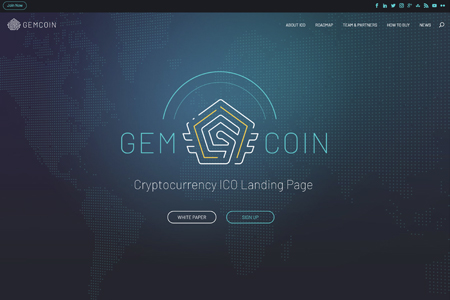 Join Now
GEMCOIN
ABOUT ICO ROADMAP TEAM & PARTNERS HOW TO BUY NEWS
GEM COIN
Cryptocurrency ICO Landing Page
WHITE PAPER SIGN UP